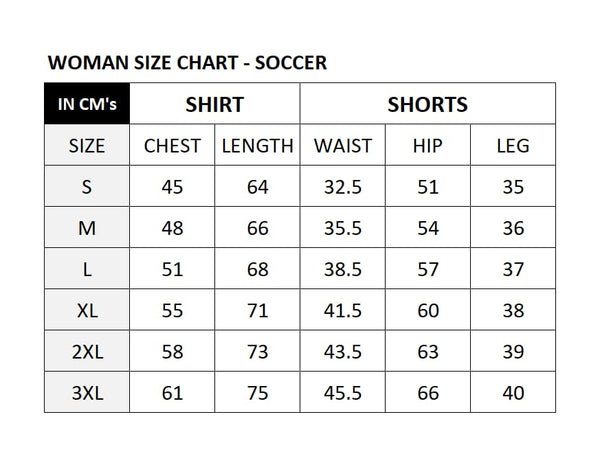 WOMAN SIZE CHART - SOCCER
IN CM's SHIRT SHORTS
SIZE CHEST LENGTH WAIST HIP LEG
S 45 64 32.5 51 35
M 48 66 35.5 54 36
L 51 68 38.5 57 37
XL 55 71 41.5 60 38
2XL 58 73 43.5 63 39
3XL 61 75 45.5 66 40